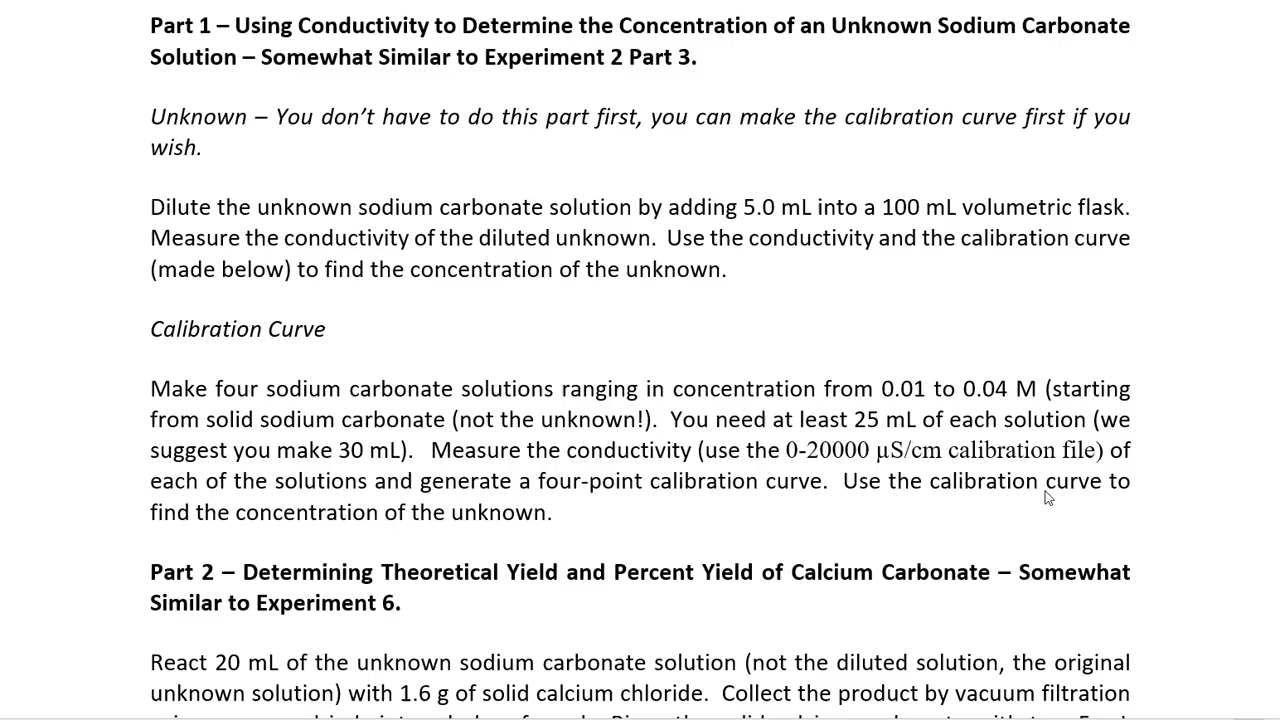 Part 1 – Using Conductivity to Determine the Concentration of an Unknown Sodium Carbonate
Solution – Somewhat Similar to Experiment 2 Part 3.
Unknown – You don’t have to do this part first, you can make the calibration curve first if you
wish.
Dilute the unknown sodium carbonate solution by adding 5.0 mL into a 100 mL volumetric flask.
Measure the conductivity of the diluted unknown.  Use the conductivity and the calibration curve
(made below) to find the concentration of the unknown.
Calibration Curve
Make four sodium carbonate solutions ranging in concentration from 0.01 to 0.04 M (starting
from solid sodium carbonate (not the unknown!).  You need at least 25 mL of each solution (we
suggest you make 30 mL).   Measure the conductivity (use the 0-20000 µS/cm calibration file) of
each of the solutions and generate a four-point calibration curve.  Use the calibration curve to
find the concentration of the unknown.
Part 2 – Determining Theoretical Yield and Percent Yield of Calcium Carbonate – Somewhat
Similar to Experiment 6.
React 20 mL of the unknown sodium carbonate solution (not the diluted solution, the original
unknown solution) with 1.6 g of solid calcium chloride.  Collect the product by vacuum filtration